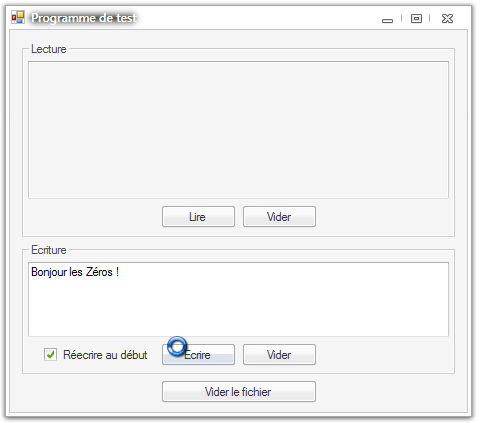 Programme de test
Lecture
Lire Vider
Ecriture
Bonjour les Zéros !
Réecrire au début Ecrire Vider
Vider le fichier